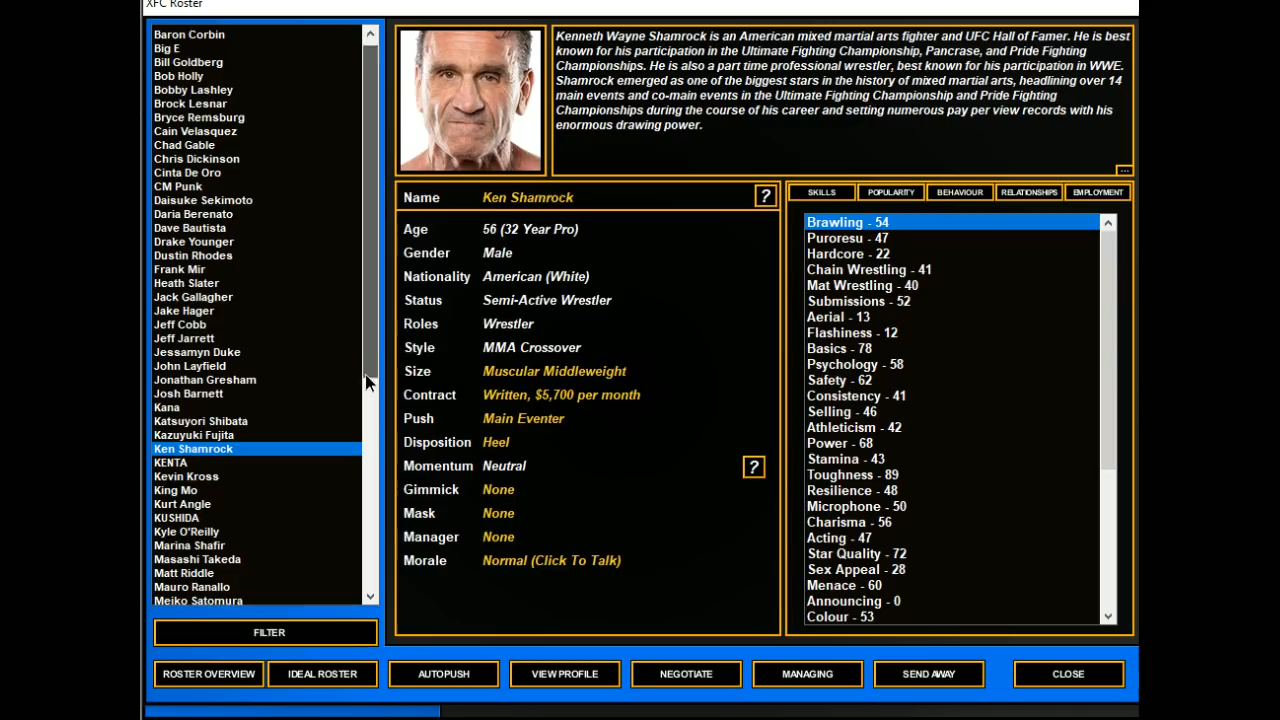 XFC Roster
Baron Corbin
Big E
Bill Goldberg
Bob Holly
Bobby Lashley
Brock Lesnar
Bryce Remsburg
Cain Velasquez
Chad Gable
Chris Dickinson
Cinta De Oro
CM Punk
Daisuke Sekimoto
Daria Berenato
Dave Bautista
Drake Younger
Dustin Rhodes
Frank Mir
Heath Slater
Jack Gallagher
Jake Hager
Jeff Cobb
Jeff Jarrett
Jessamyn Duke
John Layfield
Jonathan Gresham
Josh Barnett
Kana
Katsuyori Shibata
Kazuyuki Fujita
Ken Shamrock
KENTA
Kevin Kross
King Mo
Kurt Angle
KUSHIDA
Kyle O'Reilly
Marina Shafir
Masashi Takeda
Matt Riddle
Mauro Ranallo
Meiko Satomura
FILTER
Kenneth Wayne Shamrock is an American mixed martial arts fighter and UFC Hall of Famer. He is best
known for his participation in the Ultimate Fighting Championship, Pancrase, and Pride Fighting
Championships. He is also a part time professional wrestler, best known for his participation in WWE.
Shamrock emerged as one of the biggest stars in the history of mixed martial arts, headlining over 14
main events and co-main events in the Ultimate Fighting Championship and Pride Fighting
Championships during the course of his career and setting numerous pay per view records with his
enormous drawing power.
...
Name Ken Shamrock ?
Age 56 (32 Year Pro)
Gender Male
Nationality American (White)
Status Semi-Active Wrestler
Roles Wrestler
Style MMA Crossover
Size Muscular Middleweight
Contract Written, $5,700 per month
Push Main Eventer
Disposition Heel
Momentum Neutral ?
Gimmick None
Mask None
Manager None
Morale Normal (Click To Talk)
SKILLS POPULARITY BEHAVIOUR RELATIONSHIPS EMPLOYMENT
Brawling - 54
Puroresu - 47
Hardcore - 22
Chain Wrestling - 41
Mat Wrestling - 40
Submissions - 52
Aerial - 13
Flashiness - 12
Basics - 78
Psychology - 58
Safety - 62
Consistency - 41
Selling - 46
Athleticism - 42
Power - 68
Stamina - 43
Toughness - 89
Resilience - 48
Microphone - 50
Charisma - 56
Acting - 47
Star Quality - 72
Sex Appeal - 28
Menace - 60
Announcing - 0
Colour - 53
ROSTER OVERVIEW IDEAL ROSTER AUTOPUSH VIEW PROFILE NEGOTIATE MANAGING SEND AWAY CLOSE